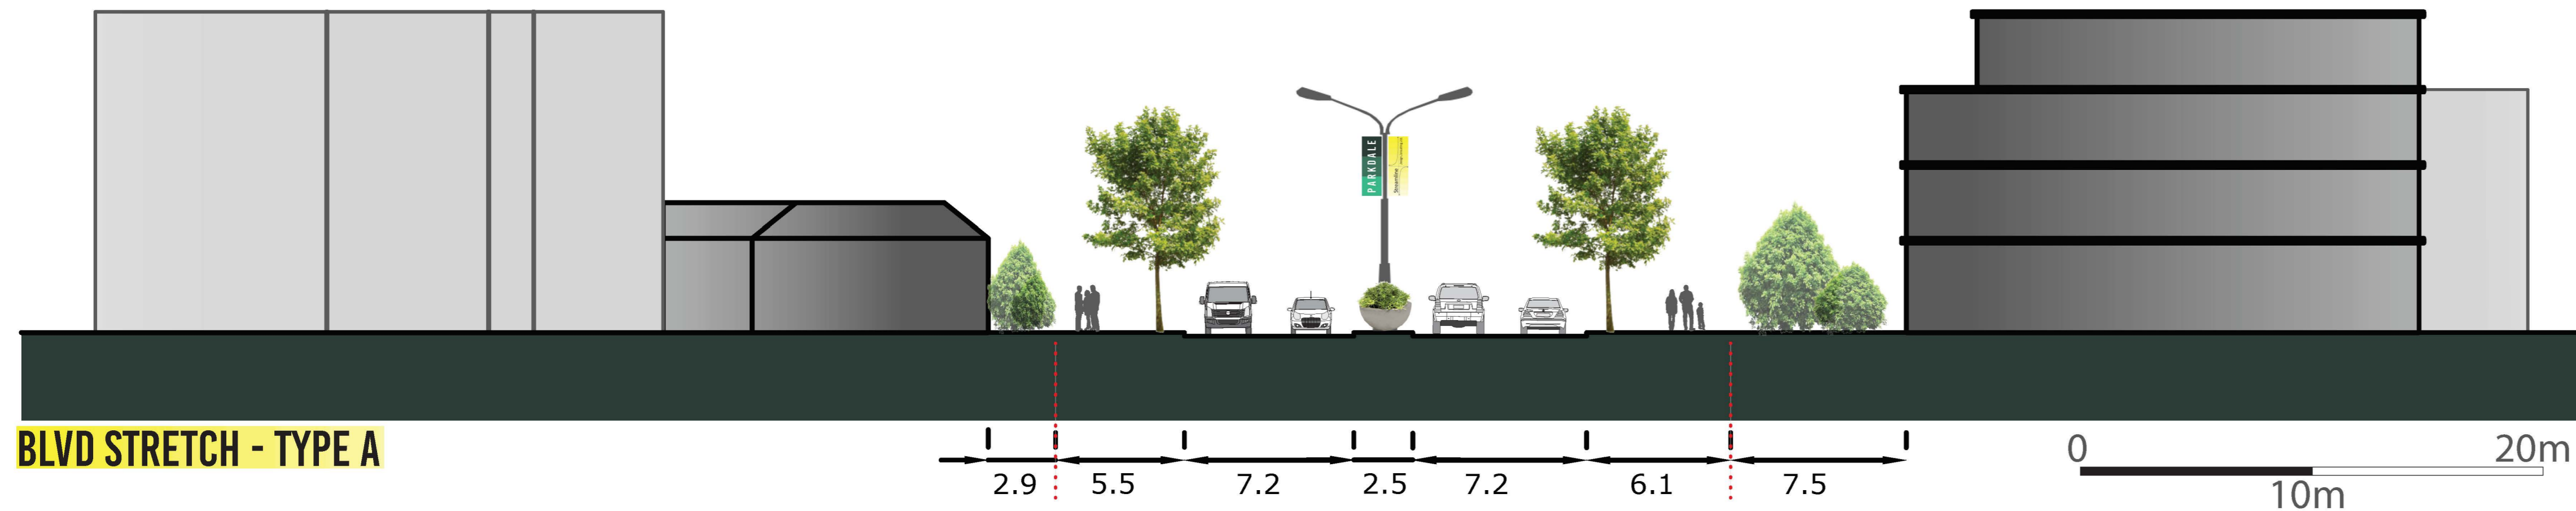 PARKDALE
Streamline
BLVD STRETCH - TYPE A
2.9 5.5 7.2 2.5 7.2 6.1 7.5
0 20m
10m